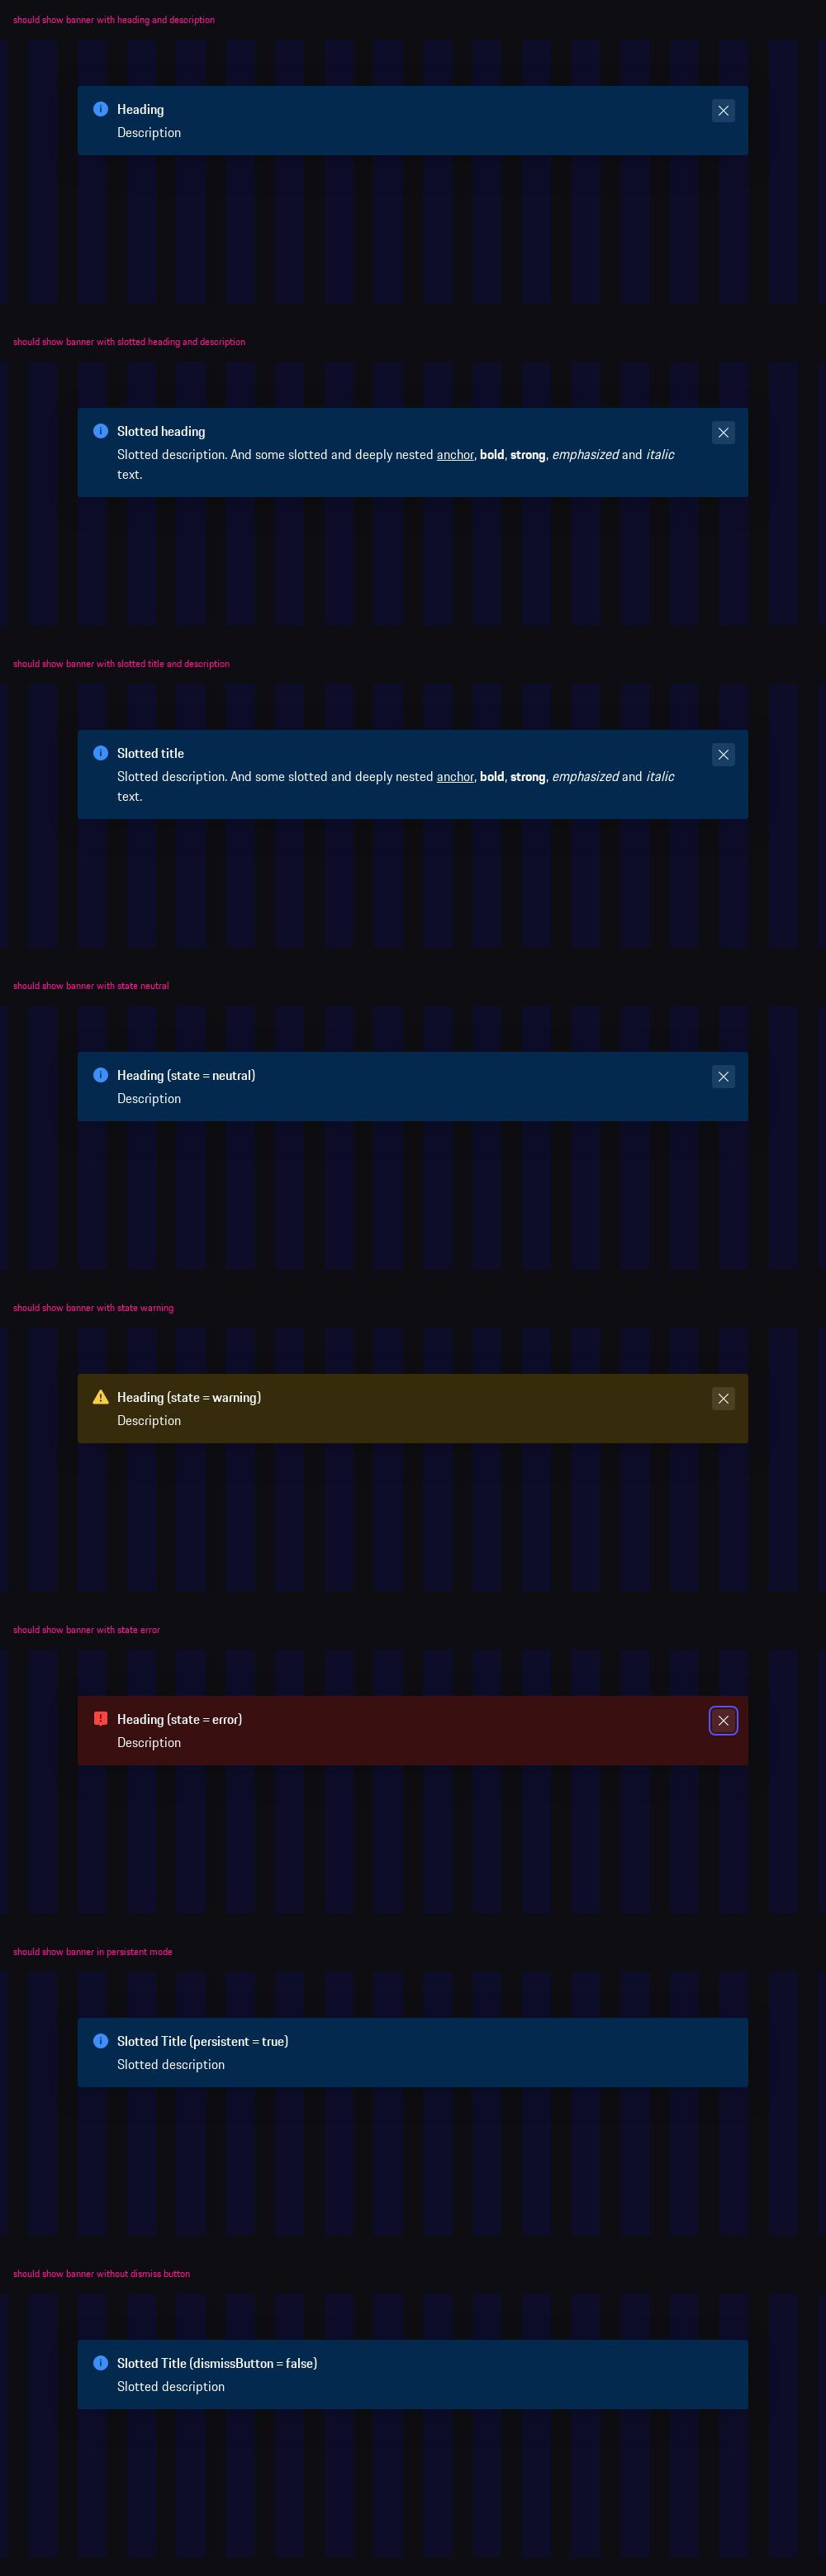 should show banner with heading and description
Heading
Description
should show banner with slotted heading and description
Slotted heading
Slotted description. And some slotted and deeply nested anchor, bold, strong, emphasized and italic
text.
should show banner with slotted title and description
Slotted title
Slotted description. And some slotted and deeply nested anchor, bold, strong, emphasized and italic
text.
should show banner with state neutral
Heading (state = neutral)
Description
should show banner with state warning
Heading (state = warning)
Description
should show banner with state error
Heading (state = error)
Description
should show banner in persistent mode
Slotted Title (persistent = true)
Slotted description
should show banner without dismiss button
Slotted Title (dismissButton = false)
Slotted description